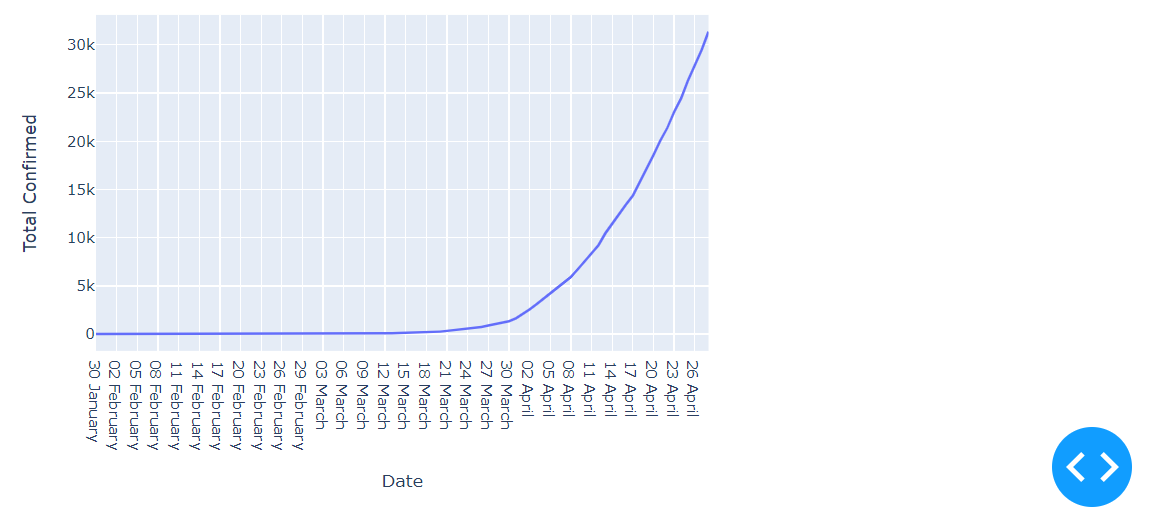 Total Confirmed
30k
25k
20k
15k
10k
5k
0
30 January
02 February
05 February
08 February
11 February
14 February
17 February
20 February
23 February
26 February
29 February
03 March
06 March
09 March
12 March
15 March
18 March
21 March
24 March
27 March
30 March
02 April
05 April
08 April
11 April
14 April
17 April
20 April
23 April
26 April
Date